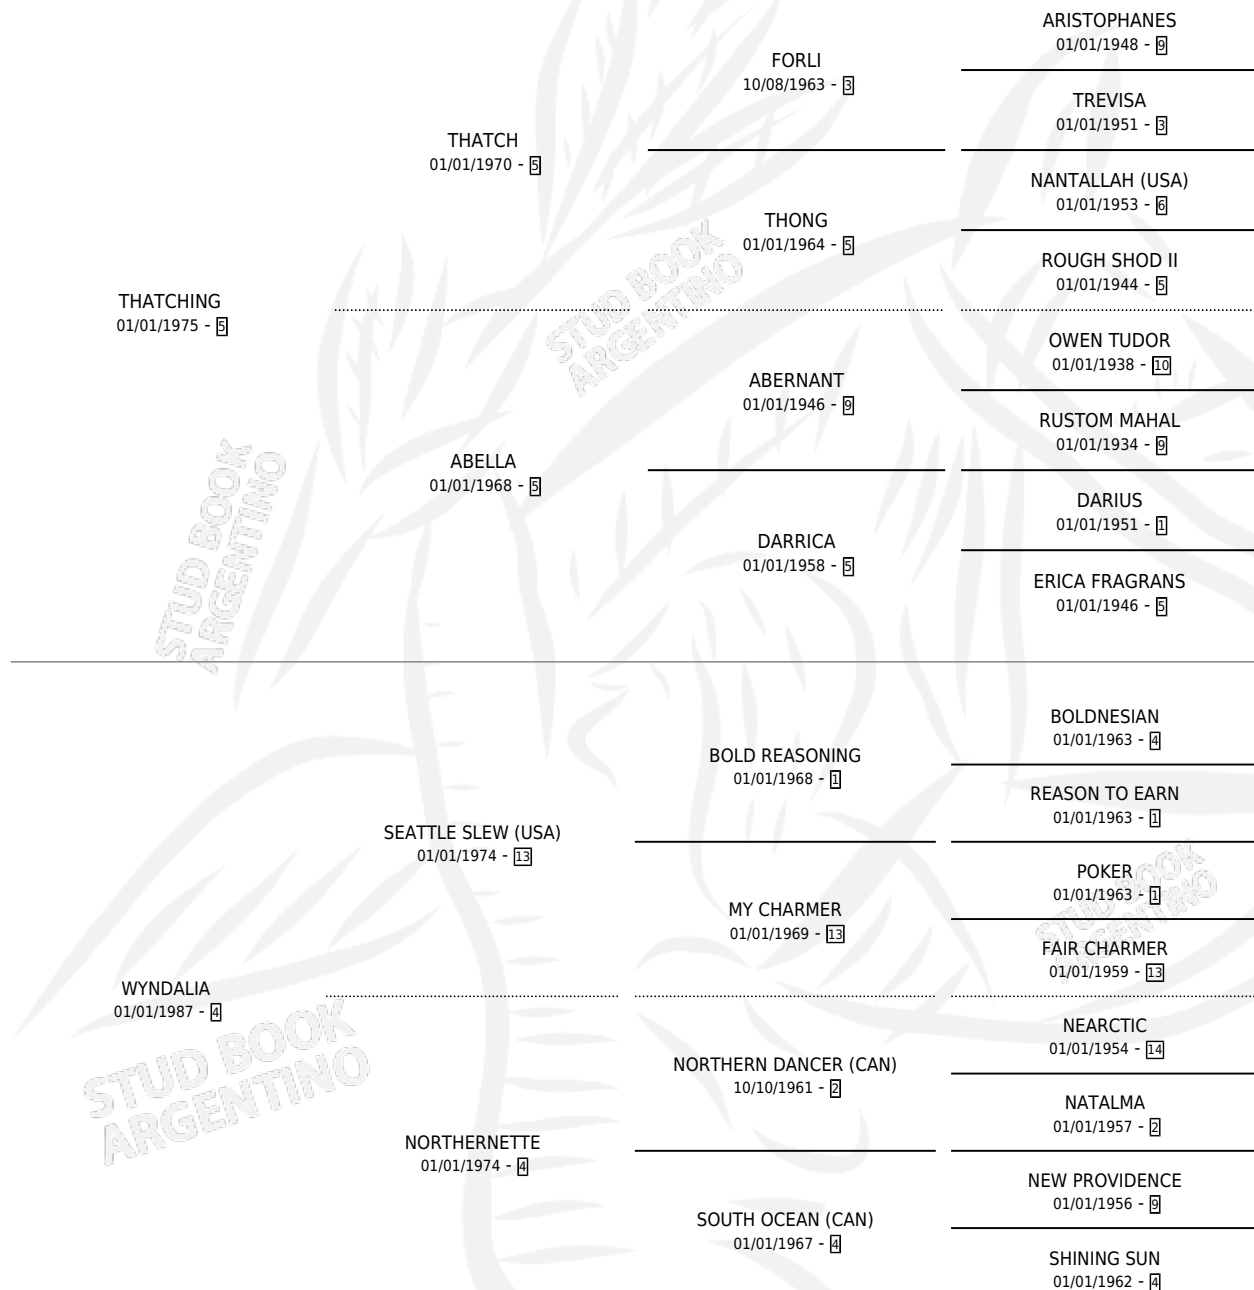 THATCHING
01/01/1975 - 5
THATCH
01/01/1970 - 5
ABELLA
01/01/1968 - 5
FORLI
10/08/1963 - 3
THONG
01/01/1964 - 5
ABERNANT
01/01/1946 - 9
DARRICA
01/01/1958 - 5
ARISTOPHANES
01/01/1948 - 9
TREVISA
01/01/1951 - 3
NANTALLAH (USA)
01/01/1953 - 6
ROUGH SHOD II
01/01/1944 - 5
OWEN TUDOR
01/01/1938 - 10
RUSTOM MAHAL
01/01/1934 - 9
DARIUS
01/01/1951 - 1
ERICA FRAGRANS
01/01/1946 - 5
STUD BOOK
ARGENTINO
STUD BOOK
ARGENTINO
WYNDALIA
01/01/1987 - 4
SEATTLE SLEW (USA)
01/01/1974 - 13
NORTHERNETTE
01/01/1974 - 4
BOLD REASONING
01/01/1968 - 1
MY CHARMER
01/01/1969 - 13
NORTHERN DANCER (CAN)
10/10/1961 - 2
SOUTH OCEAN (CAN)
01/01/1967 - 4
BOLDNESIAN
01/01/1963 - 4
REASON TO EARN
01/01/1963 - 1
POKER
01/01/1963 - 1
FAIR CHARMER
01/01/1959 - 13
NEARCTIC
01/01/1954 - 14
NATALMA
01/01/1957 - 2
NEW PROVIDENCE
01/01/1956 - 9
SHINING SUN
01/01/1962 - 4
STUD BOOK
ARGENTINO
STUD BOOK
ARGENTINO